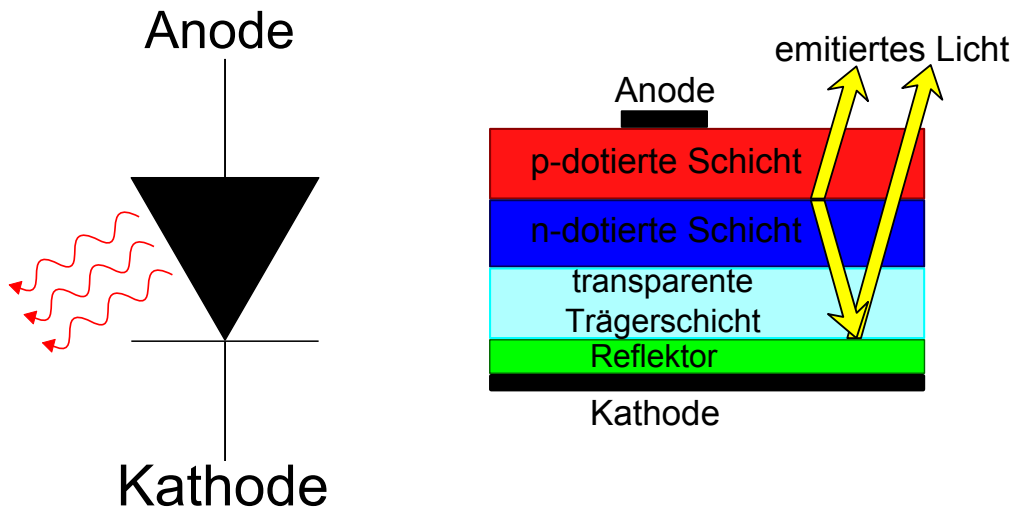 Anode
Kathode
emitiertes Licht
Anode
p-dotierte Schicht
n-dotierte Schicht
transparente
Trägerschicht
Reflektor
Kathode